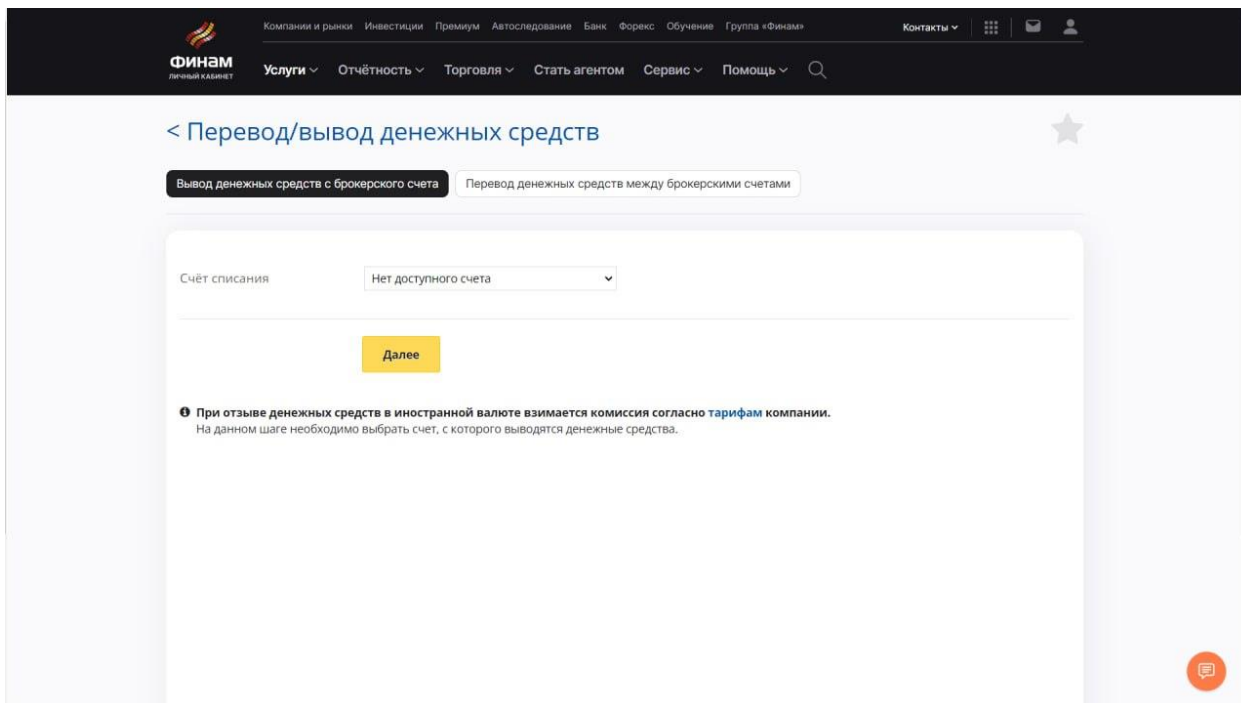 Компании и рынки Инвестиции Премиум Автоследование Банк Форекс Обучение Группа «Финам» Контакты
ФИНАМ
ЛИЧНЫЙ КАБИНЕТ
Услуги Отчётность Торговля Стать агентом Сервис Помощь
< Перевод/вывод денежных средств
Вывод денежных средств с брокерского счета Перевод денежных средств между брокерскими счетами
Счёт списания Нет доступного счета
Далее
При отзыве денежных средств в иностранной валюте взимается комиссия согласно тарифам компании.
На данном шаге необходимо выбрать счет, с которого выводятся денежные средства.